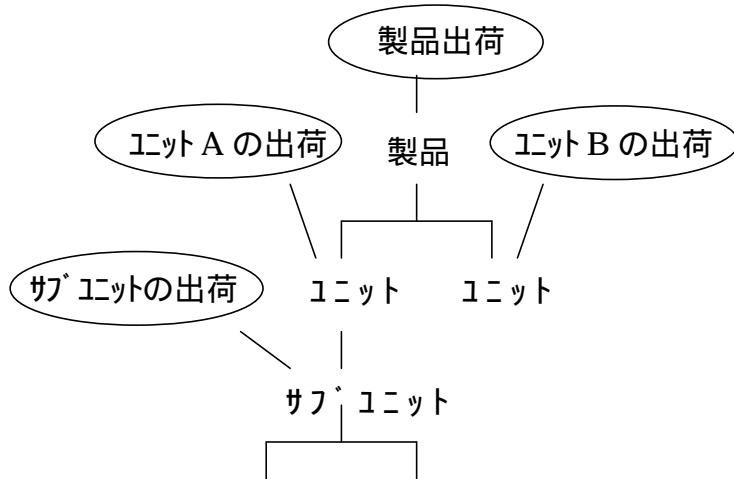 製品出荷
ﾕﾆｯﾄ A の出荷
製品
ﾕﾆｯﾄ B の出荷
ｻﾌﾞﾕﾆｯﾄの出荷
ユニット
ユニット
サブユニット